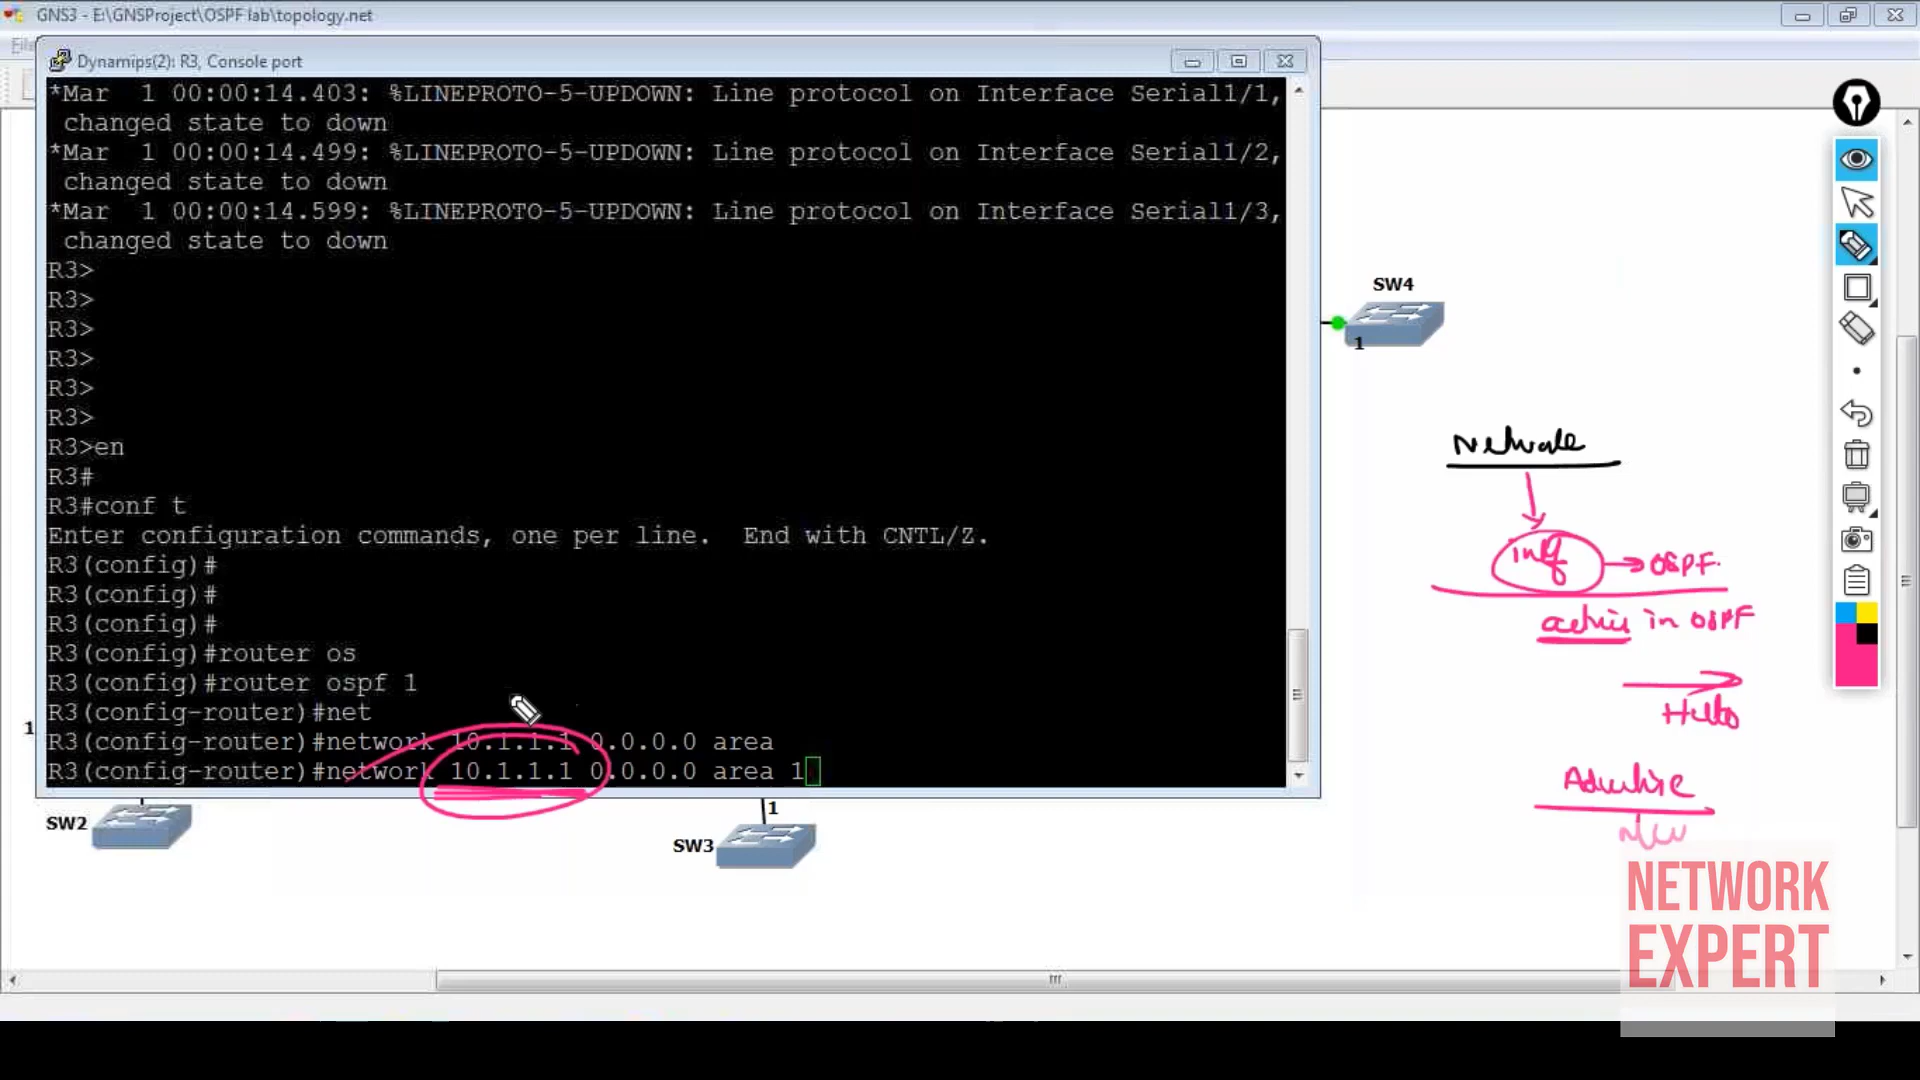 GNS3 - E:\GNSProject\OSPF lab\topology.net
Dynamips(2): R3, Console port
*Mar  1 00:00:14.403: %LINEPROTO-5-UPDOWN: Line protocol on Interface Serial1/1,
changed state to down
*Mar  1 00:00:14.499: %LINEPROTO-5-UPDOWN: Line protocol on Interface Serial1/2,
changed state to down
*Mar  1 00:00:14.599: %LINEPROTO-5-UPDOWN: Line protocol on Interface Serial1/3,
changed state to down
R3>
R3>
R3>
R3>
R3>
R3>
R3>en
R3#
R3#conf t
Enter configuration commands, one per line.  End with CNTL/Z.
R3(config)#
R3(config)#
R3(config)#
R3(config)#router os
R3(config)#router ospf 1
R3(config-router)#net
R3(config-router)#network 10.1.1.1 0.0.0.0 area
R3(config-router)#network 10.1.1.1 0.0.0.0 area 1
SW4
1
OSPF
in OSPF
Hello
1
SW2
1
SW3
NETWORK
EXPERT